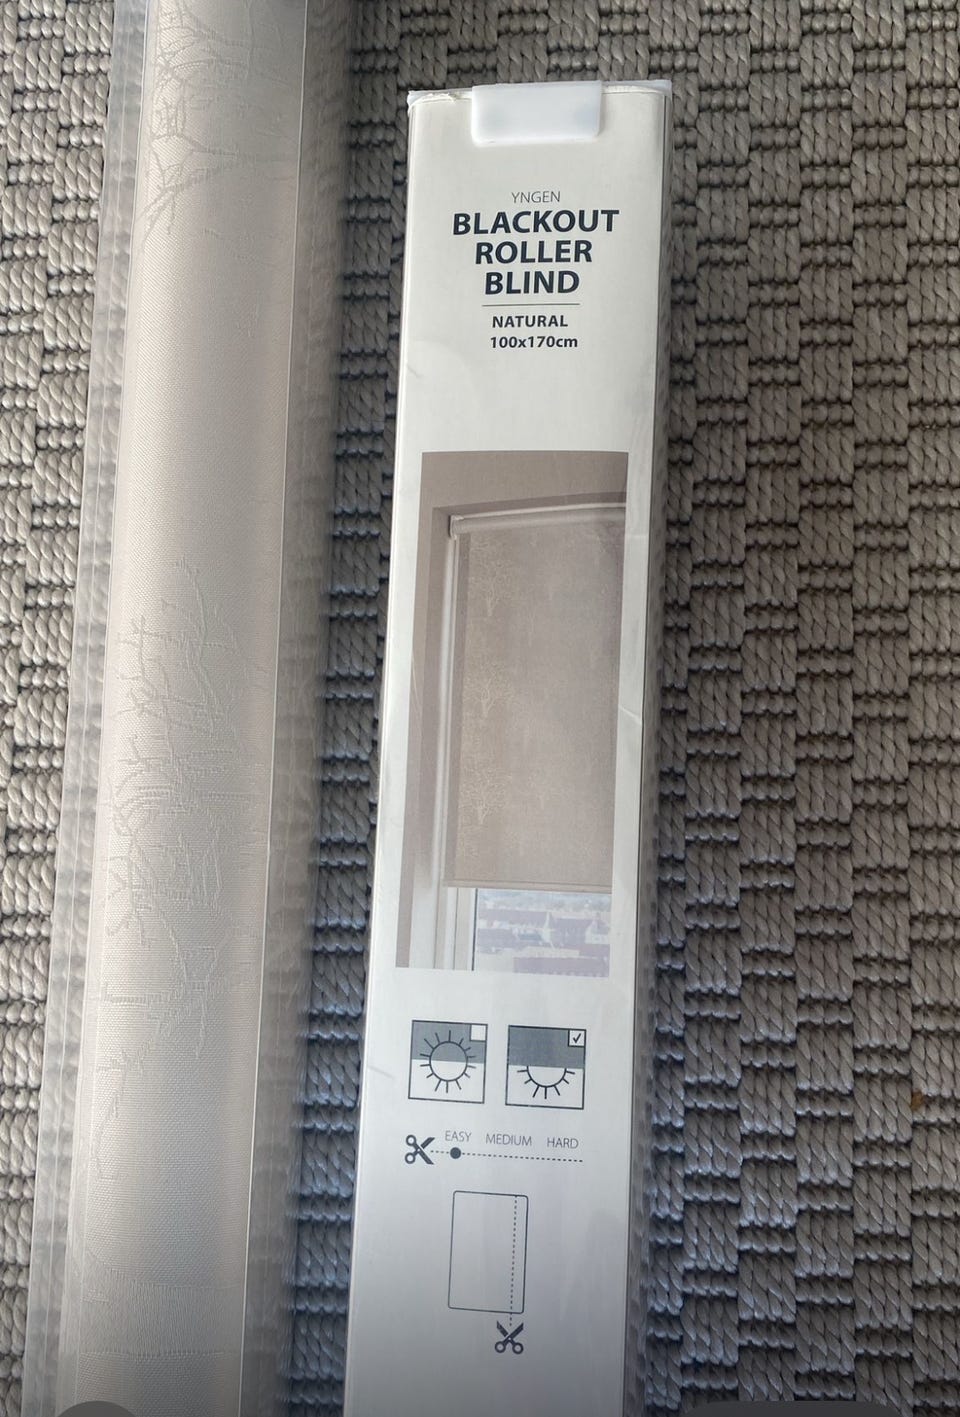 YNGEN
BLACKOUT
ROLLER
BLIND
NATURAL
100x170cm
EASY MEDIUM HARD